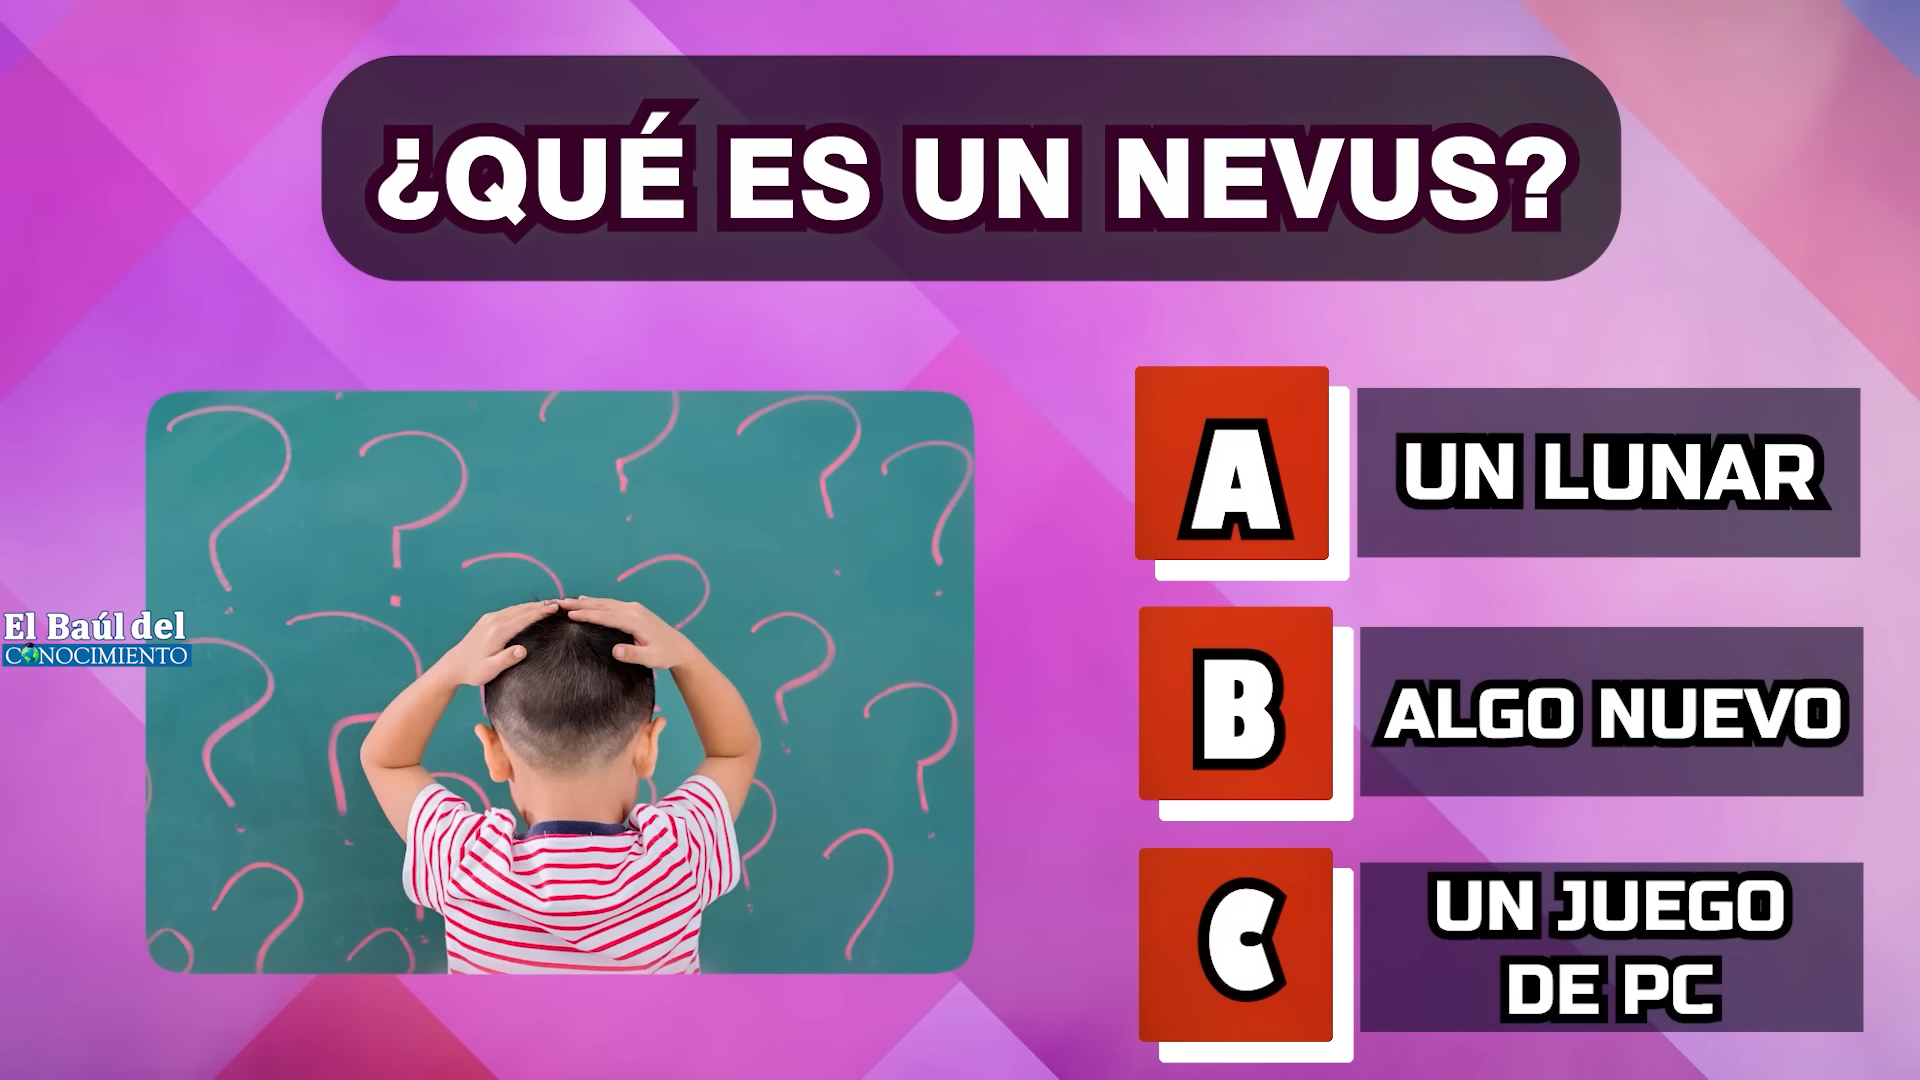 ¿QUÉ ES UN NEVUS?
A
UN LUNAR
El Baúl del
CONOCIMIENTO
B
ALGO NUEVO
C
UN JUEGO
DE PC